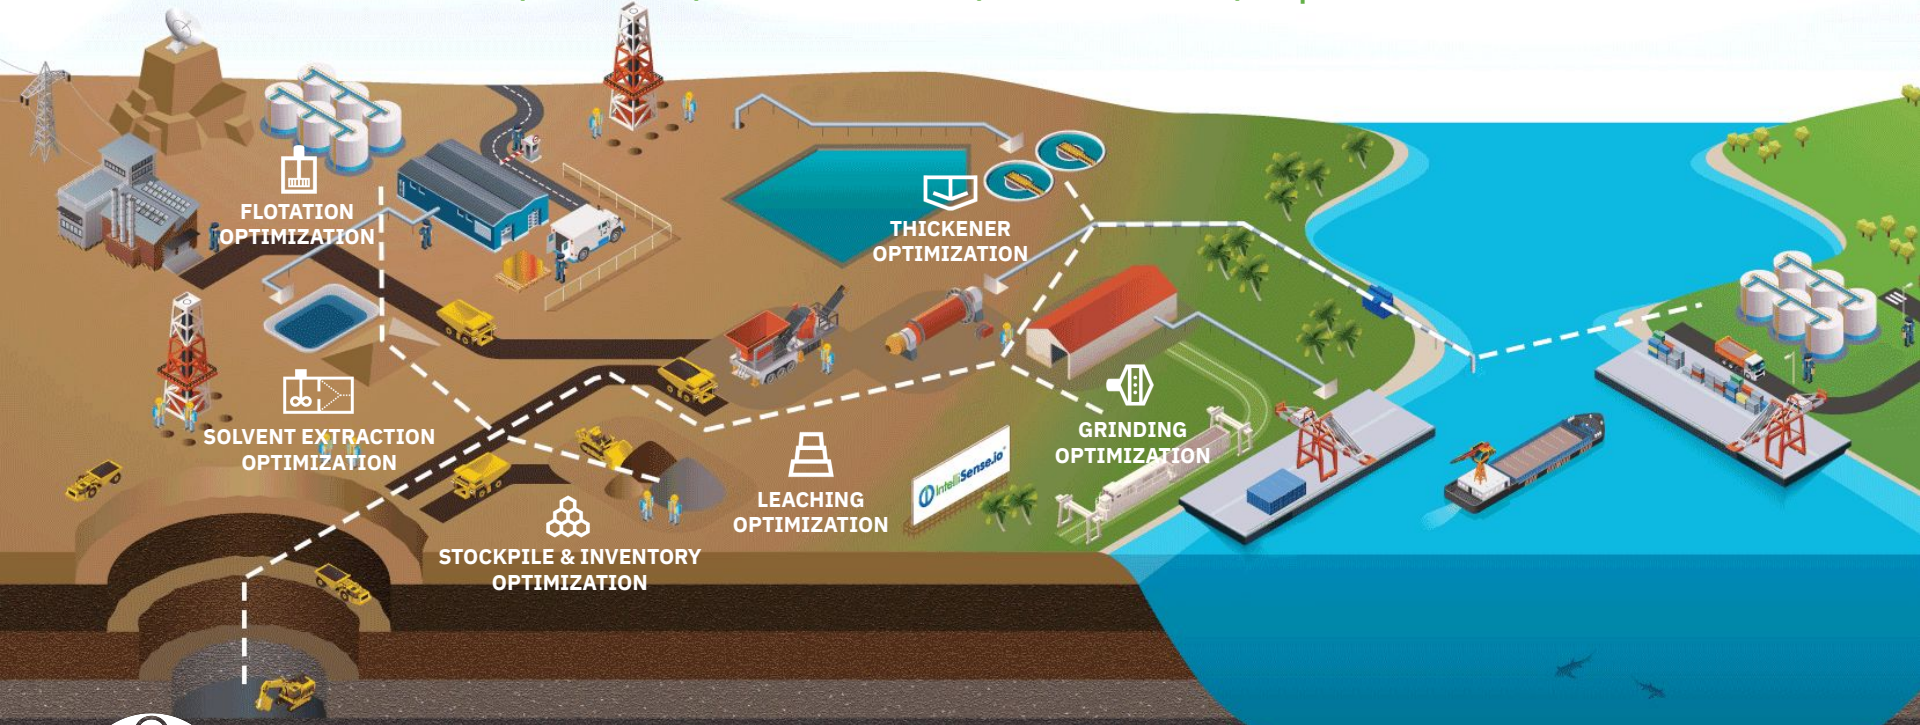 FLOTATION
OPTIMIZATION
THICKENER
OPTIMIZATION
SOLVENT EXTRACTION
OPTIMIZATION
GRINDING
OPTIMIZATION
IntelliSense.io
LEACHING
OPTIMIZATION
STOCKPILE & INVENTORY
OPTIMIZATION